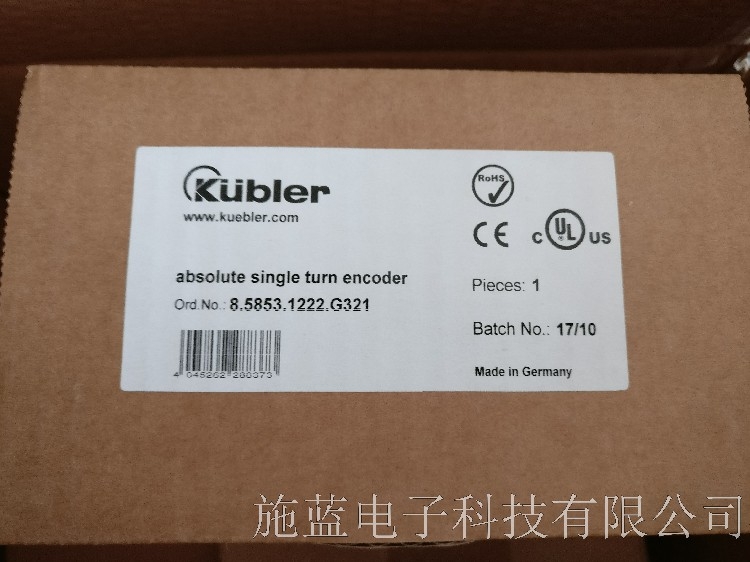 Kübler
www.kuebler.com
absolute single turn encoder
Ord.No.: 8.5853.1222.G321
RoHS
CE
c UL US
Pieces: 1
Batch No.: 17/10
Made in Germany
施蓝电子科技有限公司